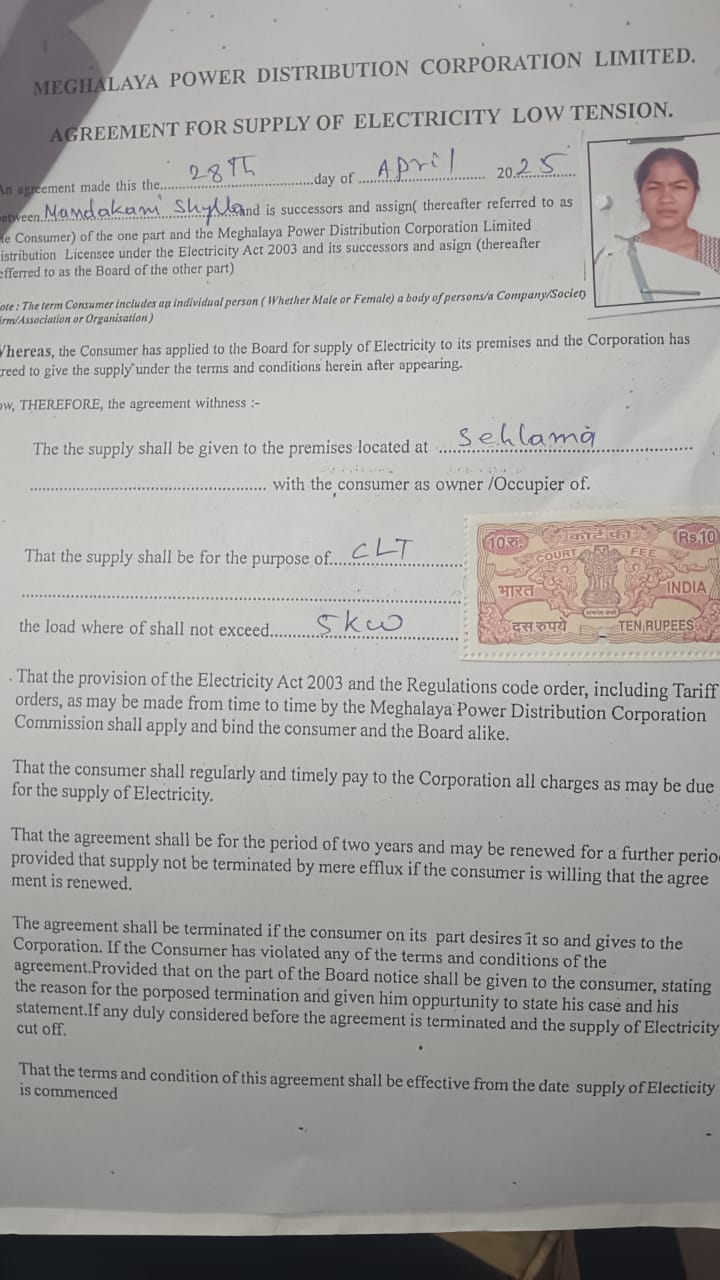 MEGHALAYA POWER DISTRIBUTION CORPORATION LIMITED.
AGREEMENT FOR SUPPLY OF ELECTRICITY LOW TENSION.
An agreement made this the 28Th day of April 2025
etween Mandakani Shylla and is successors and assign( thereafter referred to as
he Consumer) of the one part and the Meghalaya Power Distribution Corporation Limited
istribution Licensee under the Electricity Act 2003 and its successors and asign (thereafter
efferred to as the Board of the other part)
ote : The term Consumer includes an individual person ( Whether Male or Female) a body of persons/a Company/Society
irm/Association or Organisation)
Whereas, the Consumer has applied to the Board for supply of Electricity to its premises and the Corporation has
reed to give the supply under the terms and conditions herein after appearing.
ow, THEREFORE, the agreement withness :-
The the supply shall be given to the premises located at Sehlama
with the consumer as owner /Occupier of.
That the supply shall be for the purpose of CLT
the load where of shall not exceed 5kw
10रु. कोर्ट फी Rs.10
COURT FEE
भारत INDIA
दस रुपये TEN RUPEES
That the provision of the Electricity Act 2003 and the Regulations code order, including Tariff
orders, as may be made from time to time by the Meghalaya Power Distribution Corporation
Commission shall apply and bind the consumer and the Board alike.
That the consumer shall regularly and timely pay to the Corporation all charges as may be due
for the supply of Electricity.
That the agreement shall be for the period of two years and may be renewed for a further perio
provided that supply not be terminated by mere efflux if the consumer is willing that the agree
ment is renewed.
The agreement shall be terminated if the consumer on its part desires it so and gives to the
Corporation. If the Consumer has violated any of the terms and conditions of the
agreement.Provided that on the part of the Board notice shall be given to the consumer, stating
the reason for the porposed termination and given him oppurtunity to state his case and his
statement.If any duly considered before the agreement is terminated and the supply of Electricity
cut off.
That the terms and condition of this agreement shall be effective from the date supply of Electicity
is commenced